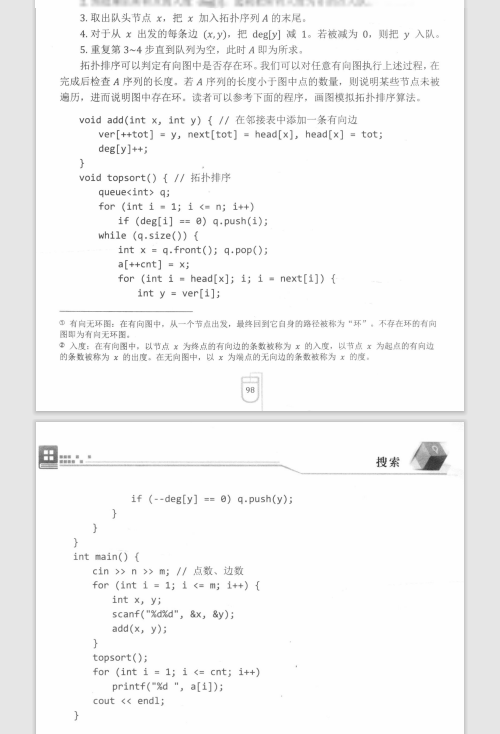 3. 取出队头节点 x，把 x 加入拓扑序列 A 的末尾。
4. 对于从 x 出发的每条边 (x,y)，把 deg[y] 减 1。若被减为 0，则把 y 入队。
5. 重复第 3~4 步直到队列为空，此时 A 即为所求。
拓扑排序可以判定有向图中是否存在环。我们可以对任意有向图执行上述过程，在
完成后检查 A 序列的长度。若 A 序列的长度小于图中点的数量，则说明某些节点未被
遍历，进而说明图中存在环。读者可以参考下面的程序，画图模拟拓扑排序算法。
void add(int x, int y) { // 在邻接表中添加一条有向边
ver[++tot] = y, next[tot] = head[x], head[x] = tot;
deg[y]++;
}
void topsort() { // 拓扑排序
queue<int> q;
for (int i = 1; i <= n; i++)
if (deg[i] == 0) q.push(i);
while (q.size()) {
int x = q.front(); q.pop();
a[++cnt] = x;
for (int i = head[x]; i; i = next[i]) {
int y = ver[i];
① 有向无环图：在有向图中，从一个节点出发，最终回到它自身的路径被称为“环”。不存在环的有向
图即为有向无环图。
② 入度：在有向图中，以节点 x 为终点的有向边的条数被称为 x 的入度，以节点 x 为起点的有向边
的条数被称为 x 的出度。在无向图中，以 x 为端点的无向边的条数被称为 x 的度。
98
搜索
if (--deg[y] == 0) q.push(y);
}
}
}
int main() {
cin >> n >> m; // 点数、边数
for (int i = 1; i <= m; i++) {
int x, y;
scanf("%d%d", &x, &y);
add(x, y);
}
topsort();
for (int i = 1; i <= cnt; i++)
printf("%d ", a[i]);
cout << endl;
}